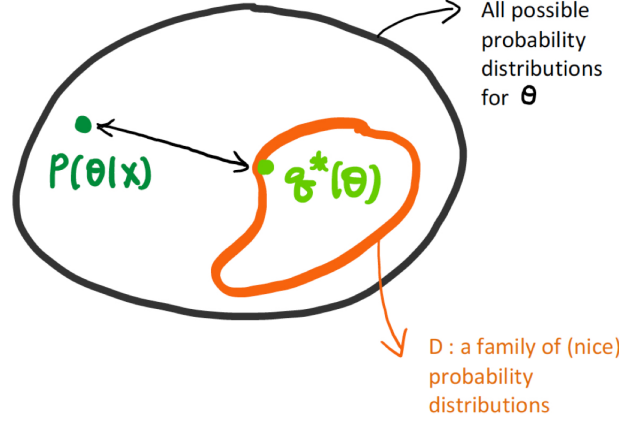 All possible
probability
distributions
for θ
P(θ|x)
q*(θ)
D : a family of (nice)
probability
distributions